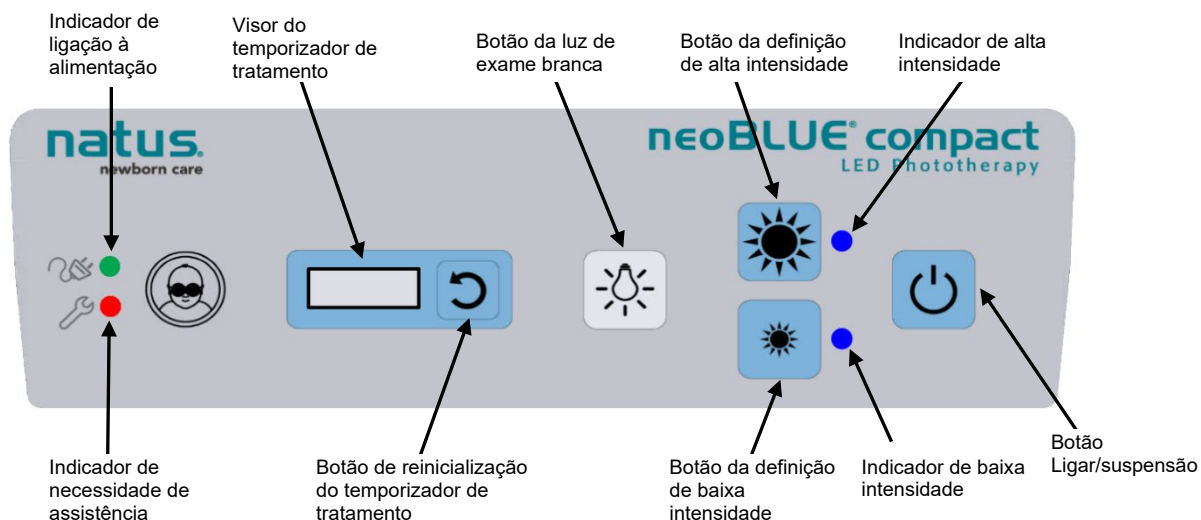 Indicador de
ligação à
alimentação
Visor do
temporizador de
tratamento
Botão da luz de
exame branca
Botão da definição
de alta intensidade
Indicador de alta
intensidade
natus.
newborn care
neoBLUE® compact
LED Phototherapy
Indicador de
necessidade de
assistência
Botão de reinicialização
do temporizador de
tratamento
Botão da definição
de baixa
intensidade
Indicador de baixa
intensidade
Botão
Ligar/suspensão